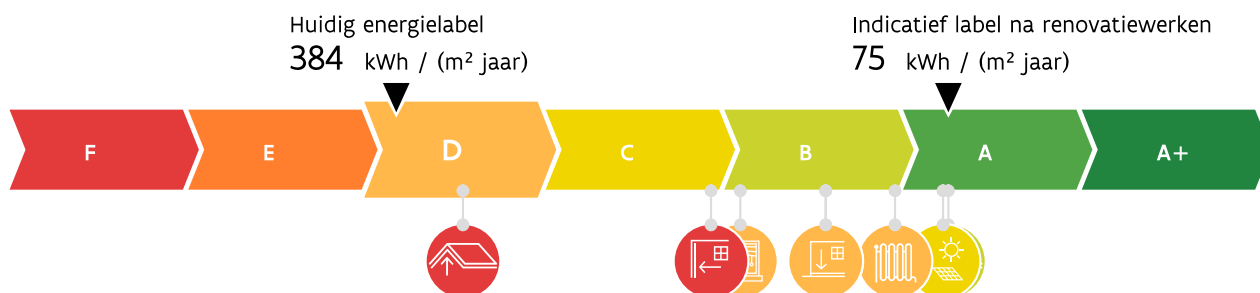 Huidig energielabel
384 kWh / (m² jaar)
Indicatief label na renovatiewerken
75 kWh / (m² jaar)
F
E
D
C
B
A
A+